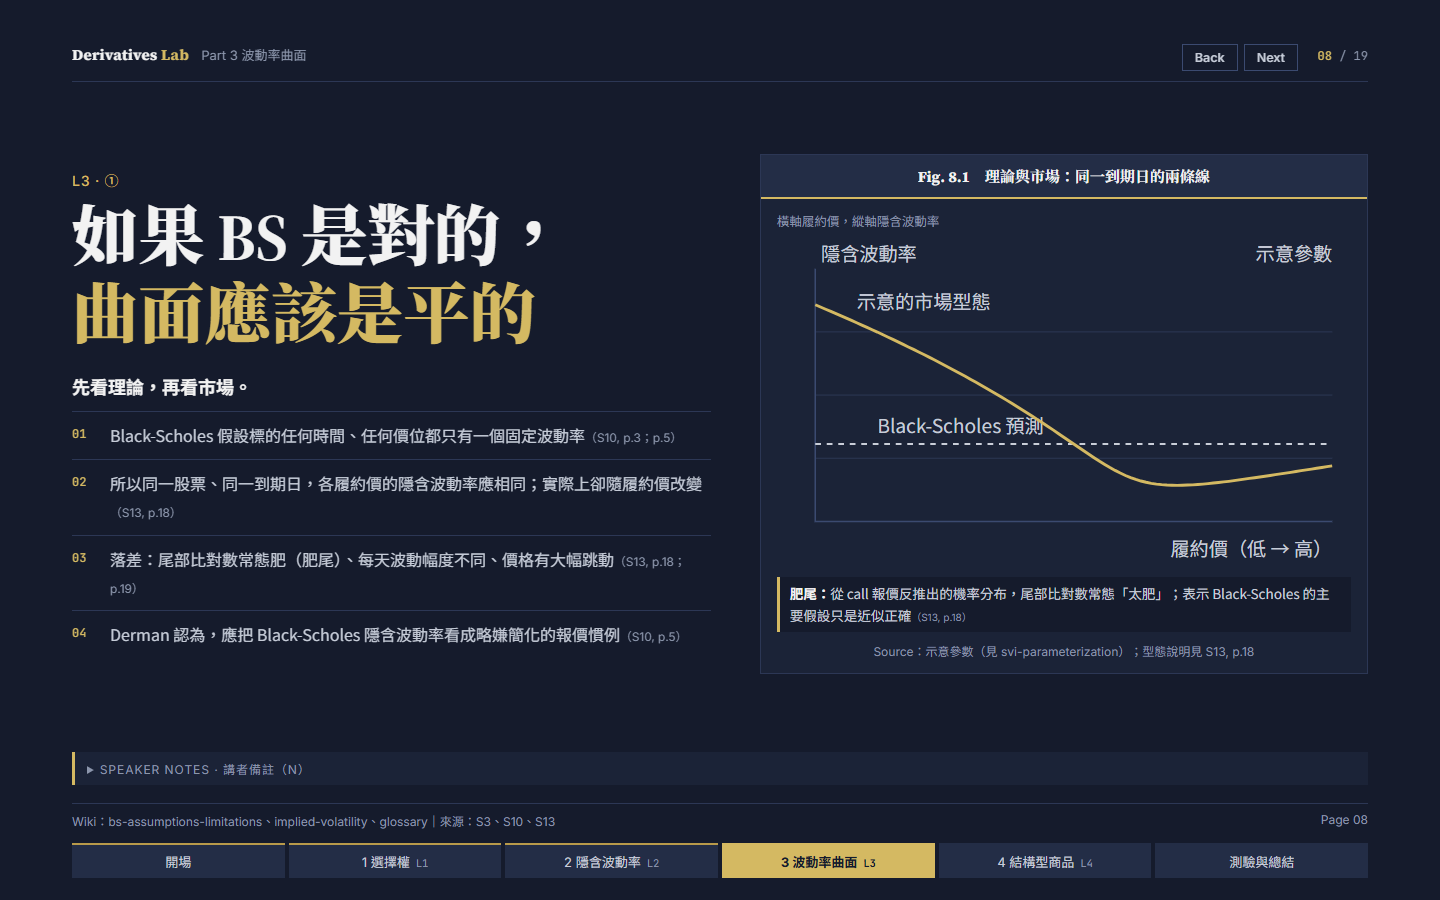 Derivatives Lab Part 3 波動率曲面
Back Next 08 / 19
L3 · ①
如果 BS 是對的，
曲面應該是平的
先看理論，再看市場。
01 Black-Scholes 假設標的任何時間、任何價位都只有一個固定波動率（S10, p.3；p.5）
02 所以同一股票、同一到期日，各履約價的隱含波動率應相同；實際上卻隨履約價改變
（S13, p.18）
03 落差：尾部比對數常態肥（肥尾）、每天波動幅度不同、價格有大幅跳動（S13, p.18；
p.19）
04 Derman 認為，應把 Black-Scholes 隱含波動率看成略嫌簡化的報價慣例（S10, p.5）
Fig. 8.1 理論與市場：同一到期日的兩條線
橫軸履約價，縱軸隱含波動率
隱含波動率 示意參數
示意的市場型態
Black-Scholes 預測
履約價（低 → 高）
肥尾：從 call 報價反推出的機率分布，尾部比對數常態「太肥」；表示 Black-Scholes 的主
要假設只是近似正確（S13, p.18）
Source：示意參數（見 svi-parameterization）；型態說明見 S13, p.18
▶ SPEAKER NOTES · 講者備註（N）
Wiki：bs-assumptions-limitations、implied-volatility、glossary｜來源：S3、S10、S13
Page 08
開場 1 選擇權 L1 2 隱含波動率 L2 3 波動率曲面 L3 4 結構型商品 L4 測驗與總結